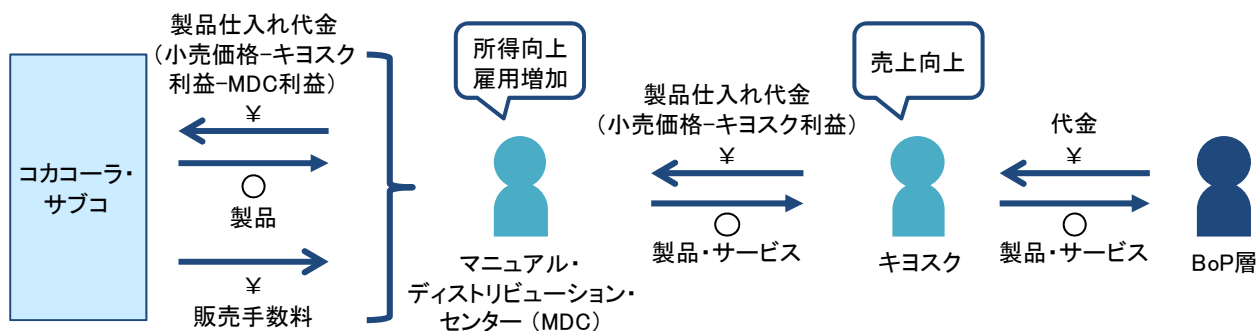 コカコーラ・
サブコ
製品仕入れ代金
(小売価格-キヨスク
利益-MDC利益)
¥
○
製品
¥
販売手数料
所得向上
雇用増加
マニュアル・
ディストリビューション・
センター (MDC)
製品仕入れ代金
(小売価格-キヨスク利益)
¥
○
製品・サービス
売上向上
キヨスク
代金
¥
○
製品・サービス
BoP層